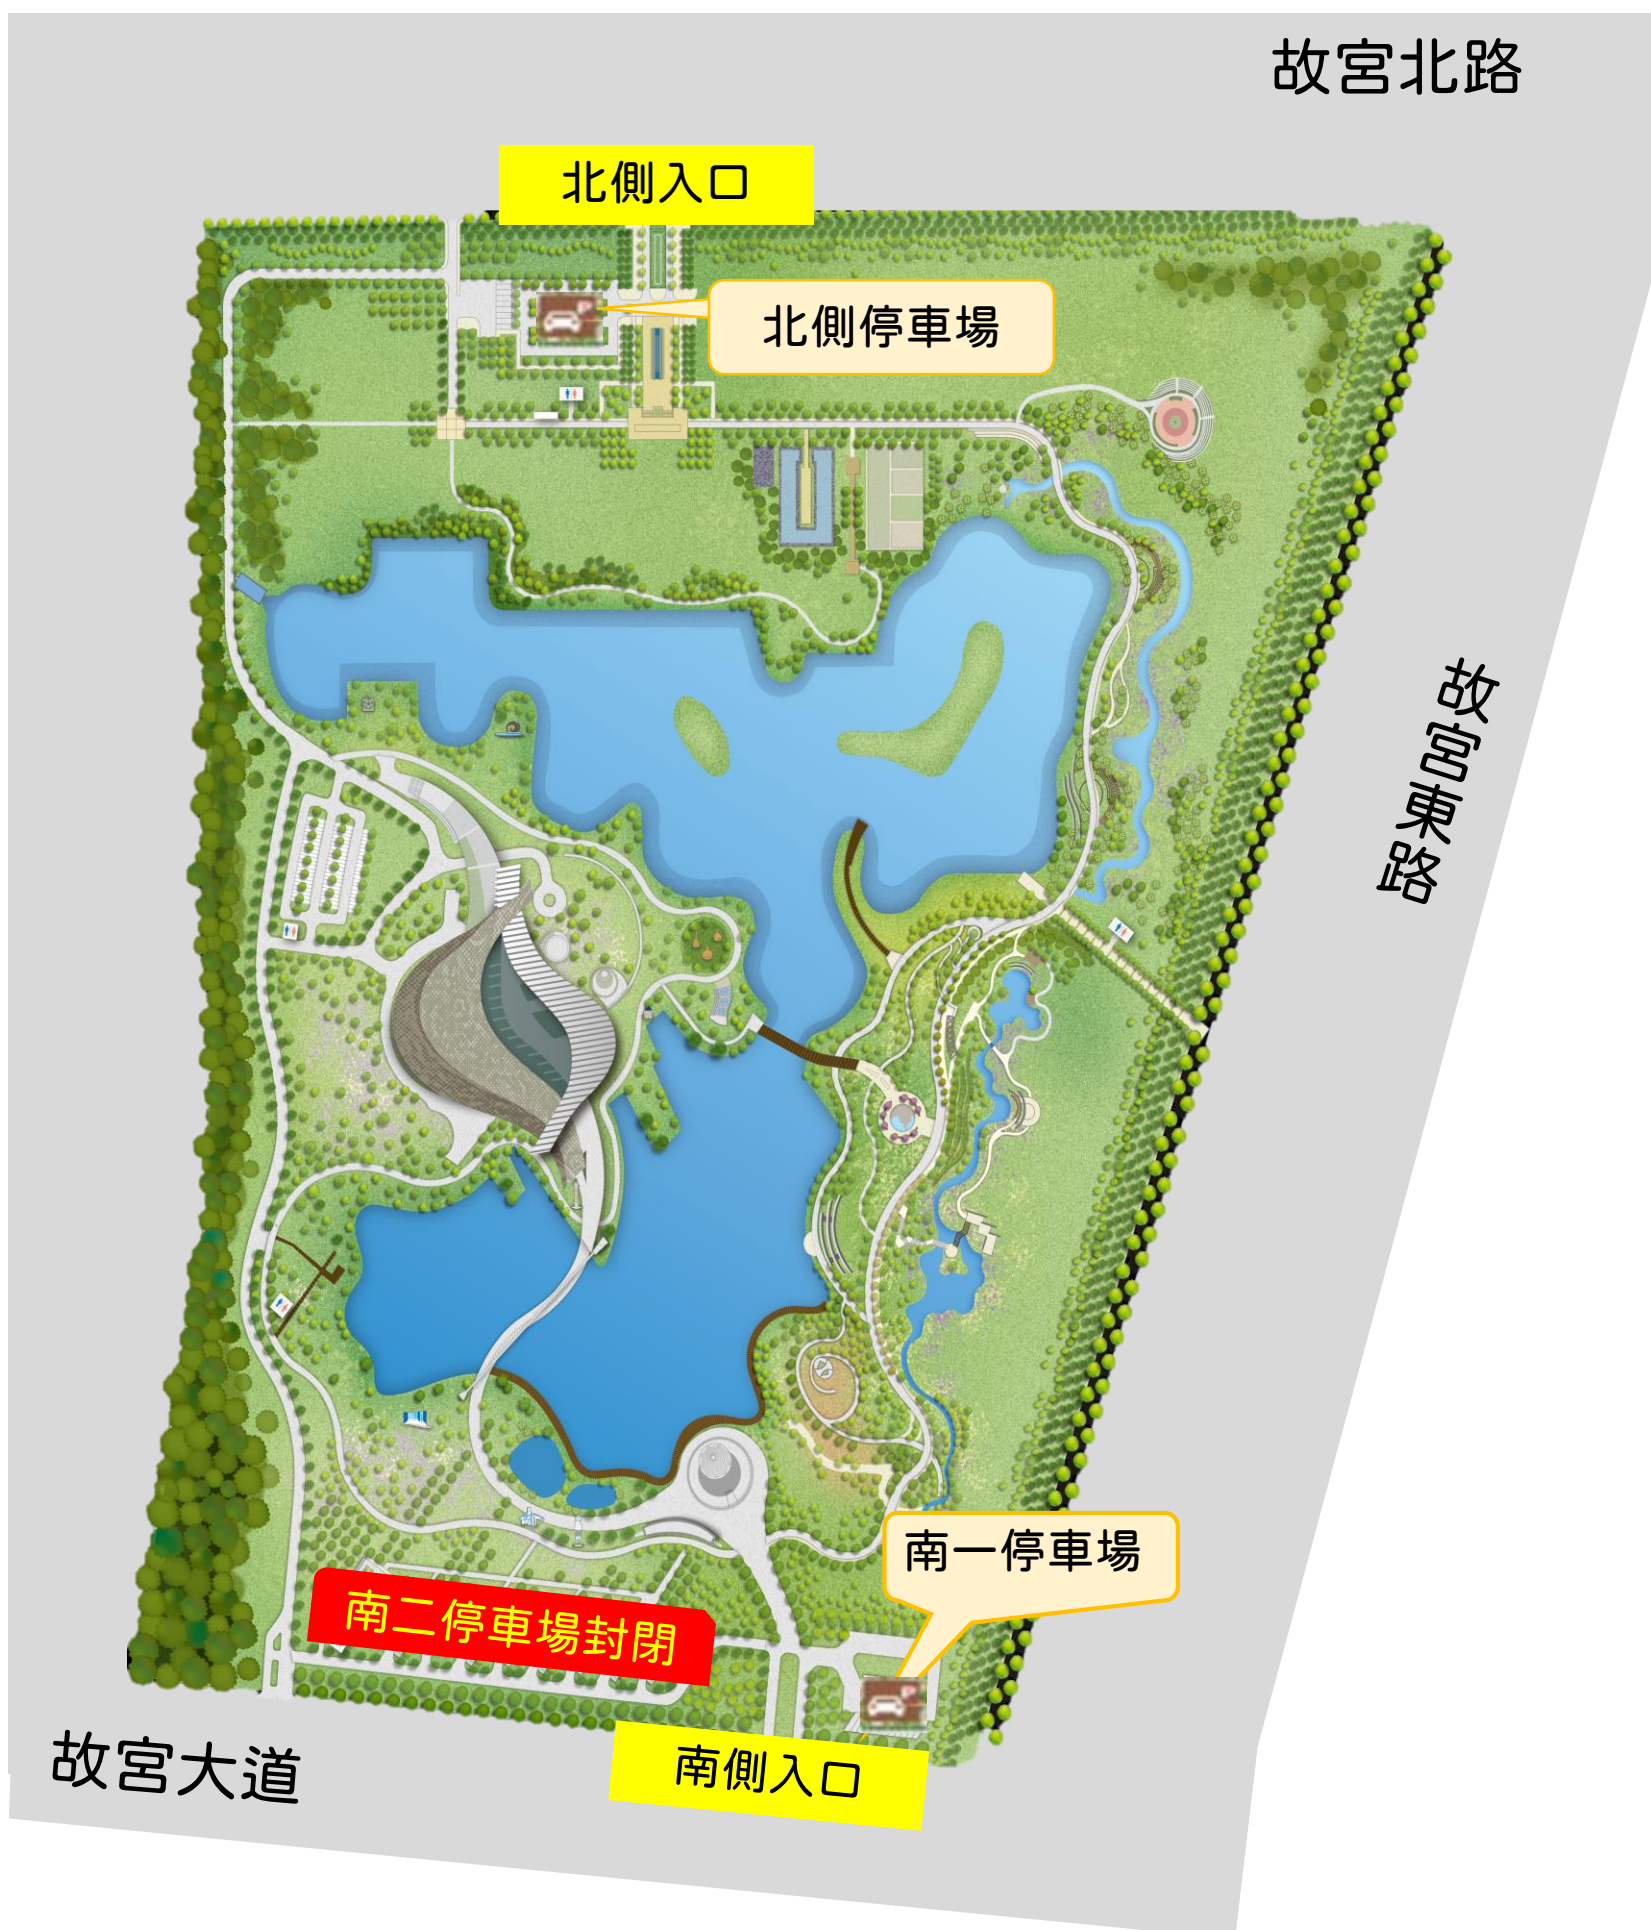 故宮北路
北側入口
北側停車場
故宮東路
南一停車場
南二停車場封閉
南側入口
故宮大道